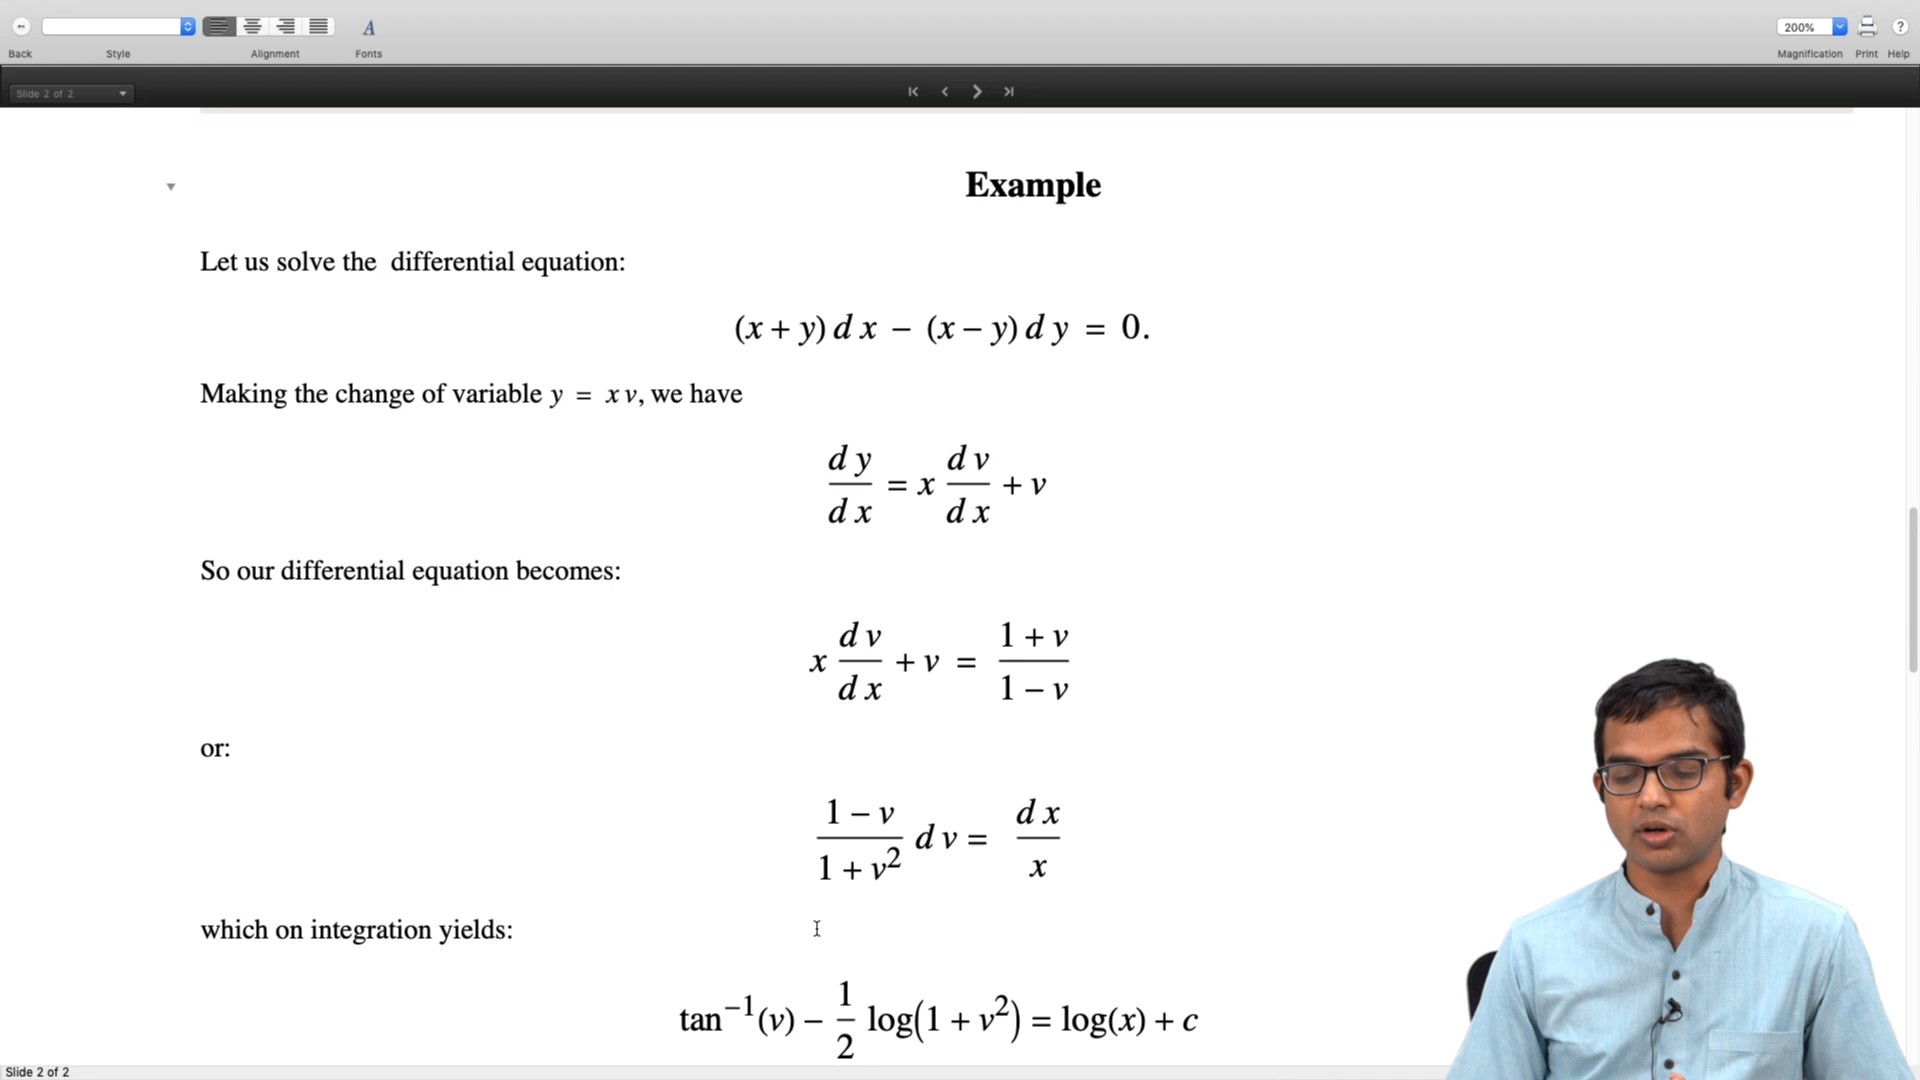 200%
Back Style Alignment Fonts Magnification Print Help
Slide 2 of 2
Example
Let us solve the differential equation:
(x + y) d x − (x − y) d y = 0.
Making the change of variable y = x v, we have
d y / d x = x d v / d x + v
So our differential equation becomes:
x d v / d x + v = 1 + v / 1 − v
or:
1 − v / 1 + v² d v = d x / x
which on integration yields:
tan⁻¹(v) − 1/2 log(1 + v²) = log(x) + c
Slide 2 of 2